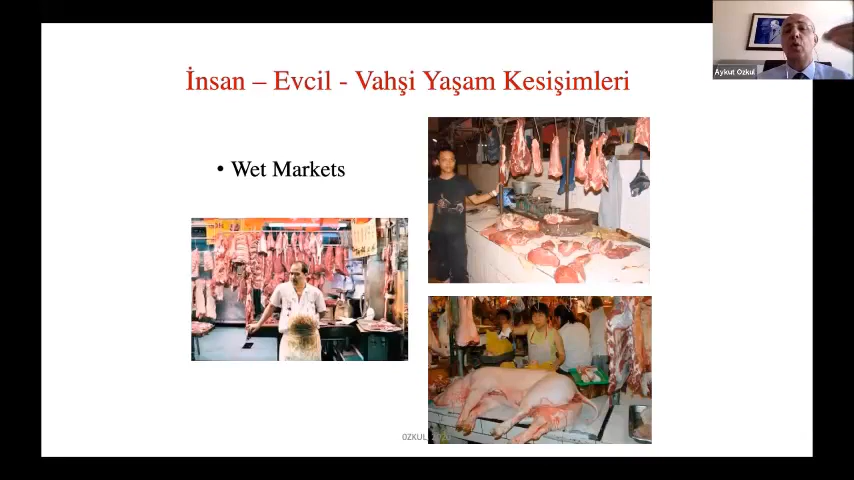 Aykut Ozkul
İnsan – Evcil - Vahşi Yaşam Kesişimleri
• Wet Markets
OZKUL